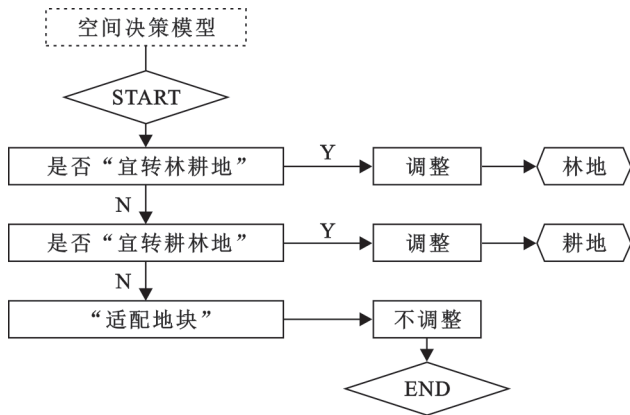 空间决策模型
START
是否“宜转林耕地”
Y
调整
林地
N
是否“宜转耕林地”
Y
调整
耕地
N
“适配地块”
不调整
END